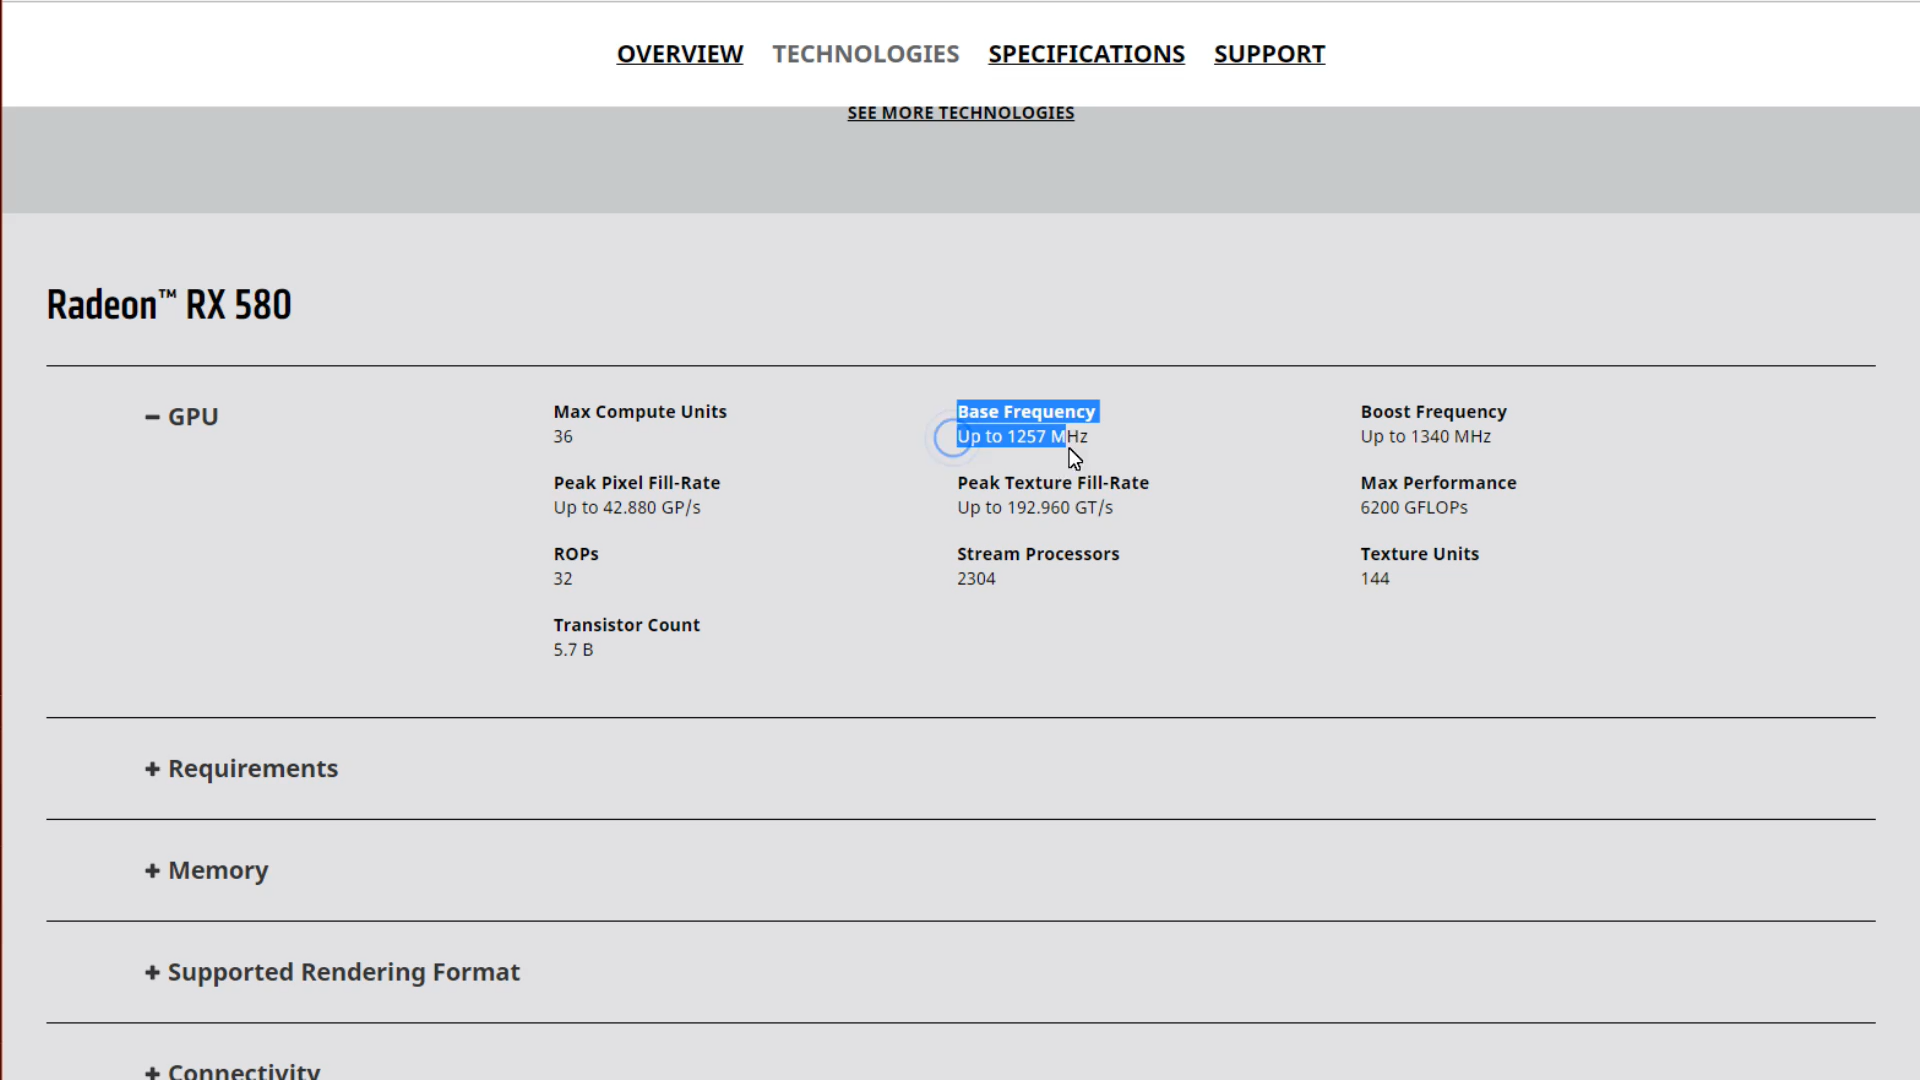 OVERVIEW TECHNOLOGIES SPECIFICATIONS SUPPORT
SEE MORE TECHNOLOGIES
Radeon™ RX 580
− GPU
Max Compute Units
36
Base Frequency
Up to 1257 MHz
Boost Frequency
Up to 1340 MHz
Peak Pixel Fill-Rate
Up to 42.880 GP/s
Peak Texture Fill-Rate
Up to 192.960 GT/s
Max Performance
6200 GFLOPs
ROPs
32
Stream Processors
2304
Texture Units
144
Transistor Count
5.7 B
+ Requirements
+ Memory
+ Supported Rendering Format
+ Connectivity